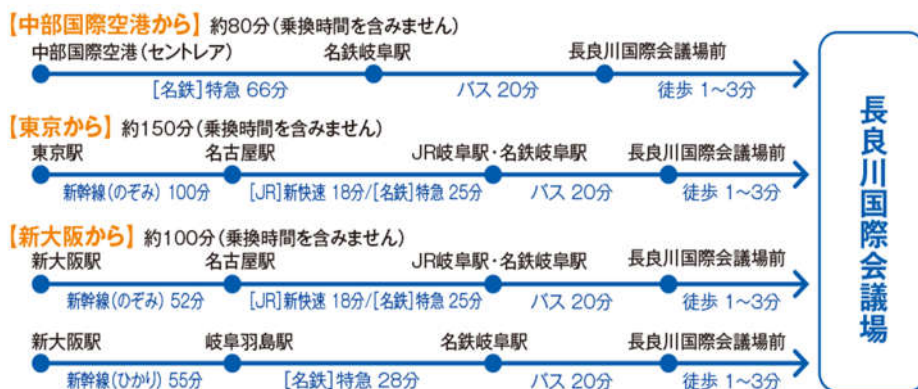 【中部国際空港から】 約80分(乗換時間を含みません)
中部国際空港(セントレア) 名鉄岐阜駅 長良川国際会議場前
[名鉄]特急 66分 バス 20分 徒歩 1~3分
【東京から】 約150分(乗換時間を含みません)
東京駅 名古屋駅 JR岐阜駅・名鉄岐阜駅 長良川国際会議場前
新幹線(のぞみ) 100分 [JR]新快速 18分/[名鉄]特急 25分 バス 20分 徒歩 1~3分
【新大阪から】 約100分(乗換時間を含みません)
新大阪駅 名古屋駅 JR岐阜駅・名鉄岐阜駅 長良川国際会議場前
新幹線(のぞみ) 52分 [JR]新快速 18分/[名鉄]特急 25分 バス 20分 徒歩 1~3分
新大阪駅 岐阜羽島駅 名鉄岐阜駅 長良川国際会議場前
新幹線(ひかり) 55分 [名鉄]特急 28分 バス 20分 徒歩 1~3分
長良川国際会議場